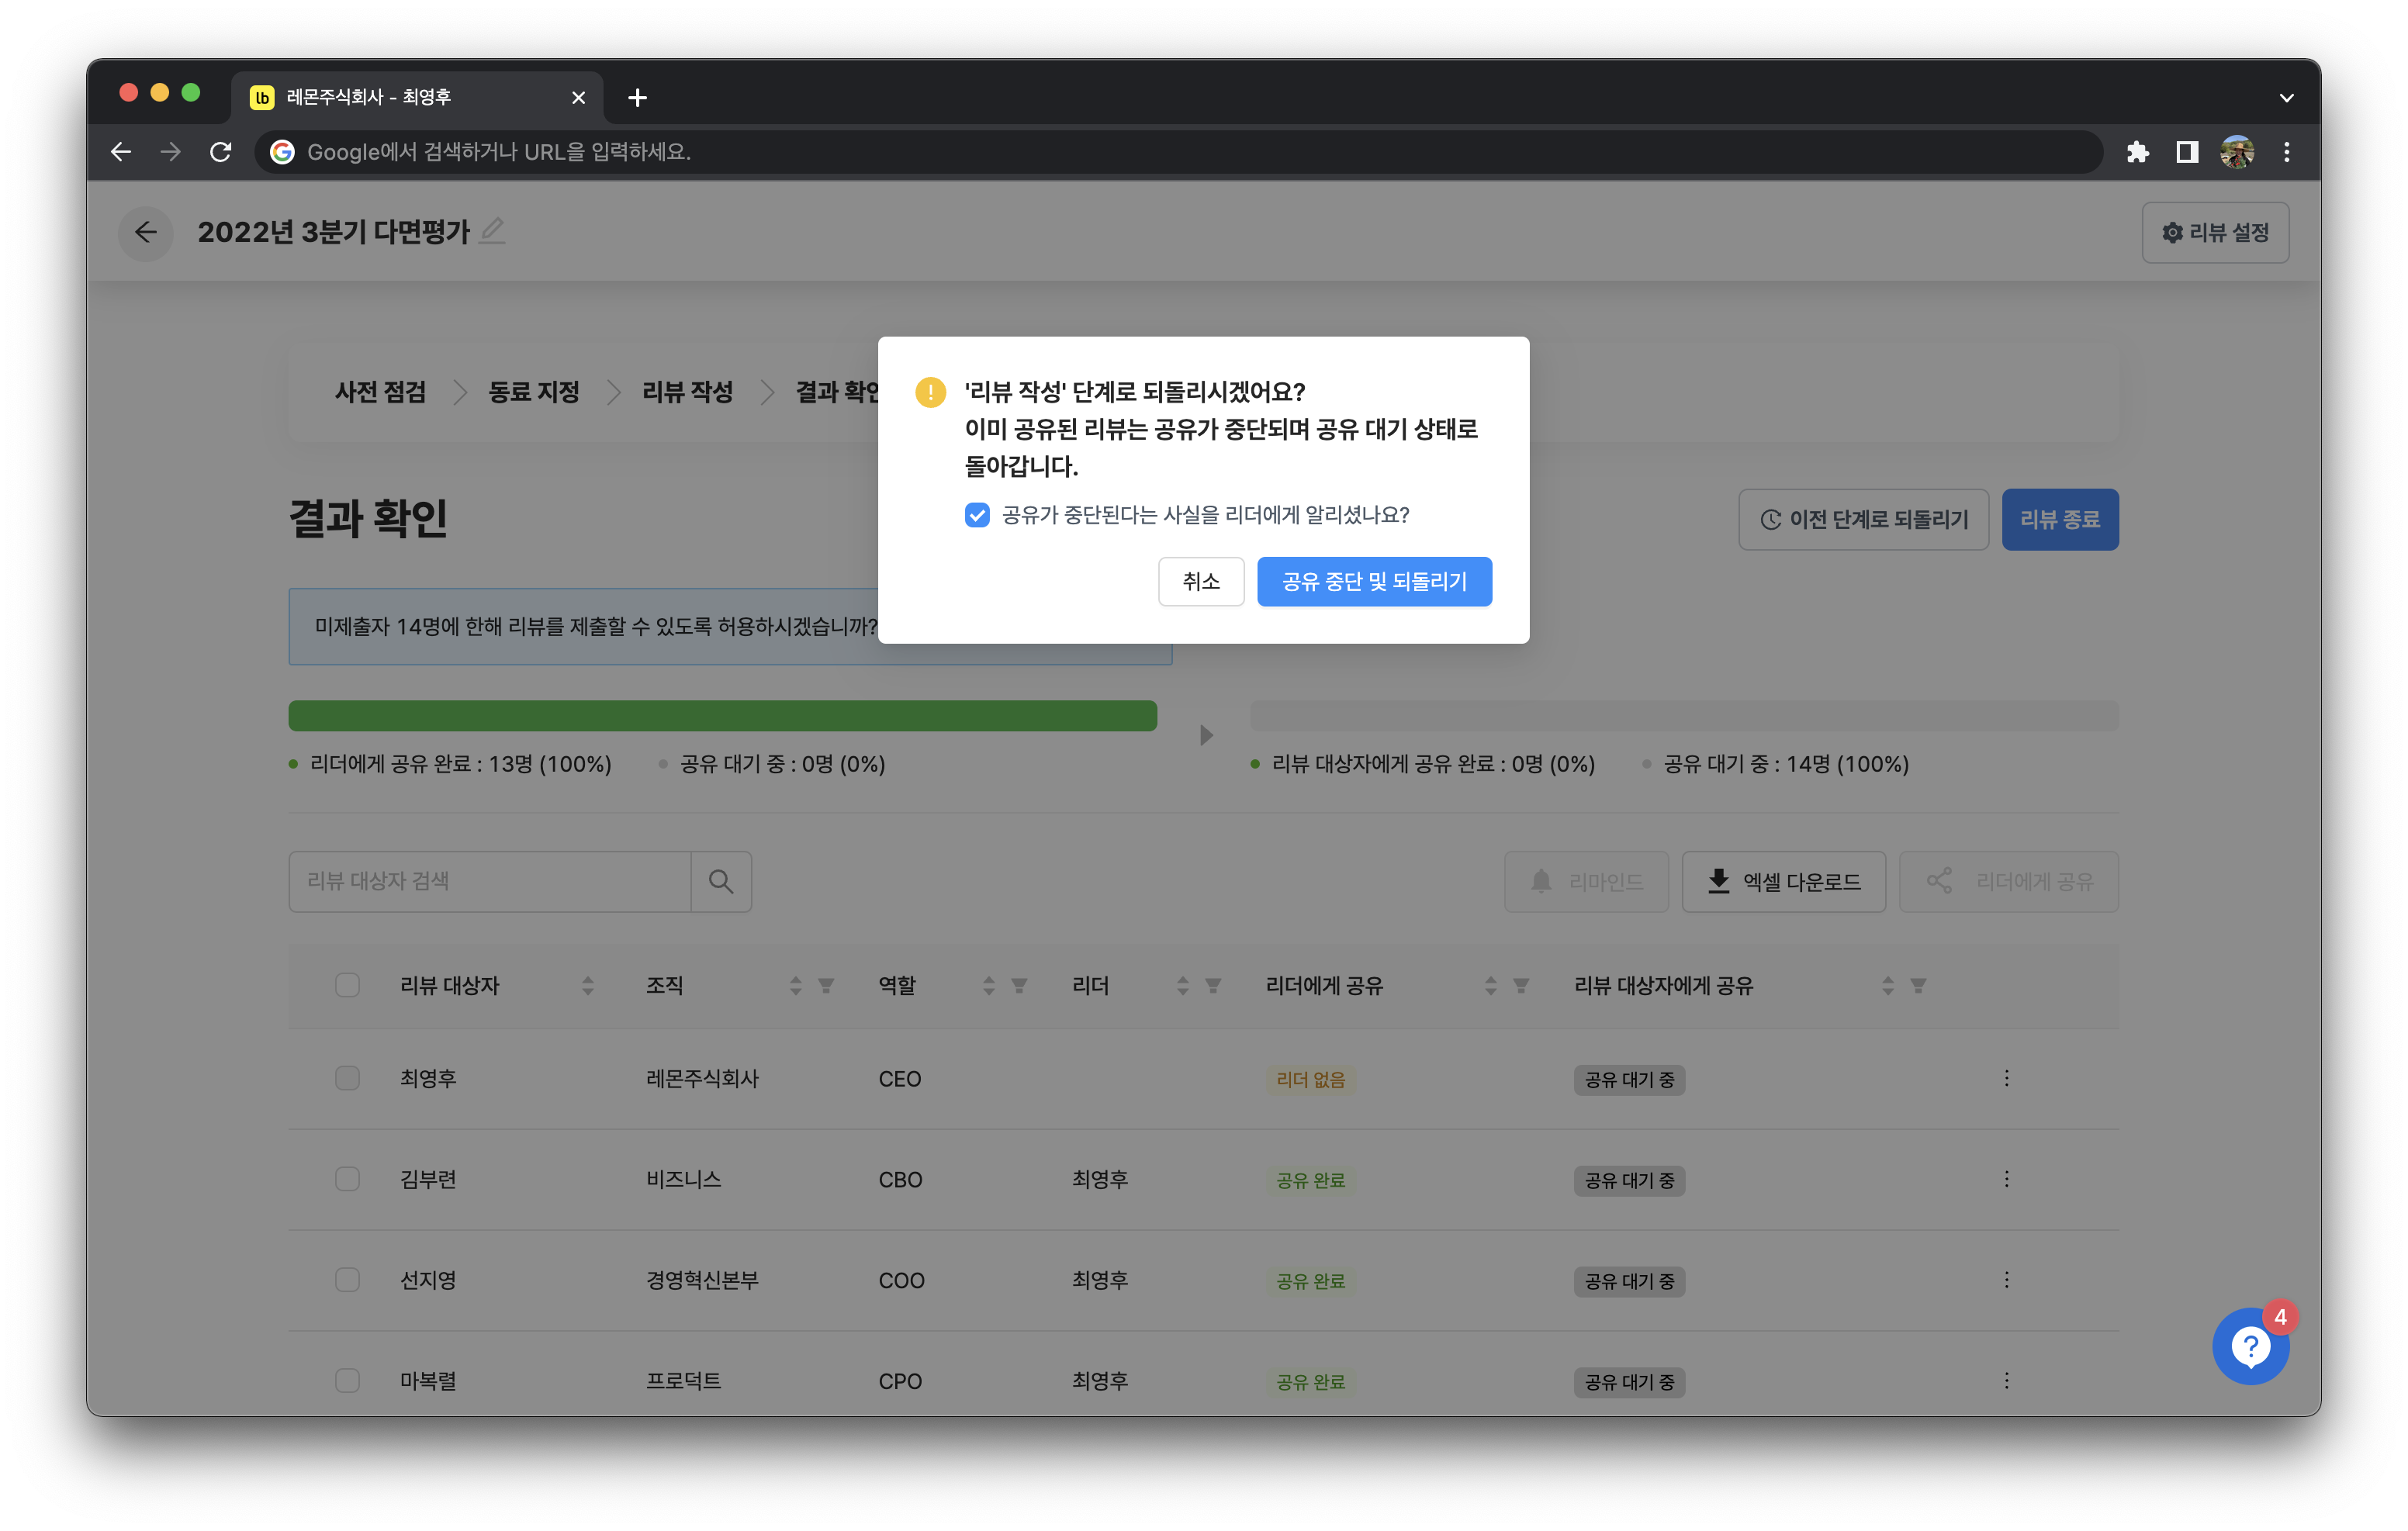 lb 레몬주식회사 - 최영후
Google에서 검색하거나 URL을 입력하세요.
2022년 3분기 다면평가
리뷰 설정
사전 점검 동료 지정 리뷰 작성 결과 확인
'리뷰 작성' 단계로 되돌리시겠어요?
이미 공유된 리뷰는 공유가 중단되며 공유 대기 상태로
돌아갑니다.
공유가 중단된다는 사실을 리더에게 알리셨나요?
취소 공유 중단 및 되돌리기
결과 확인
이전 단계로 되돌리기 리뷰 종료
미제출자 14명에 한해 리뷰를 제출할 수 있도록 허용하시겠습니까?
리더에게 공유 완료 : 13명 (100%) 공유 대기 중 : 0명 (0%)
리뷰 대상자에게 공유 완료 : 0명 (0%) 공유 대기 중 : 14명 (100%)
리뷰 대상자 검색
리마인드 엑셀 다운로드 리더에게 공유
리뷰 대상자 조직 역할 리더 리더에게 공유 리뷰 대상자에게 공유
최영후 레몬주식회사 CEO 리더 없음 공유 대기 중
김부련 비즈니스 CBO 최영후 공유 완료 공유 대기 중
선지영 경영혁신본부 COO 최영후 공유 완료 공유 대기 중
마복렬 프로덕트 CPO 최영후 공유 완료 공유 대기 중
4